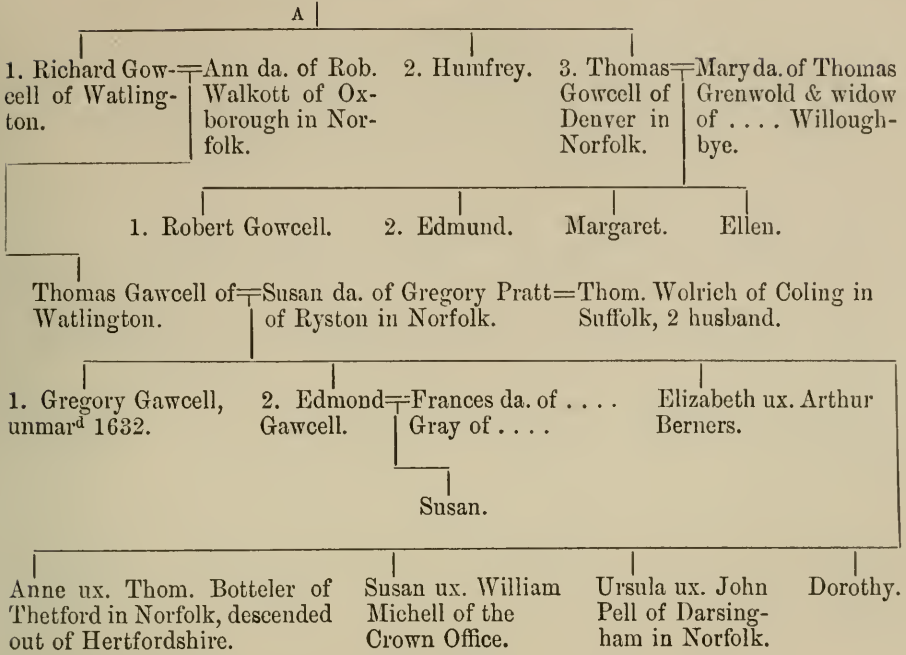 A
1. Richard Gow-
cell of Watling-
ton.
Ann da. of Rob.
Walkott of Ox-
borough in Nor-
folk.
2. Humfrey.
3. Thomas
Gowcell of
Denver in
Norfolk.
Mary da. of Thomas
Grenwold & widow
of . . . . Willough-
bye.
1. Robert Gowcell.
2. Edmund.
Margaret.
Ellen.
Thomas Gawcell of
Watlington.
Susan da. of Gregory Pratt
of Ryston in Norfolk.
Thom. Wolrich of Coling in
Suffolk, 2 husband.
1. Gregory Gawcell,
unmarᵈ 1632.
2. Edmond
Gawcell.
Frances da. of . . . .
Gray of . . . .
Elizabeth ux. Arthur
Berners.
Susan.
Anne ux. Thom. Botteler of
Thetford in Norfolk, descended
out of Hertfordshire.
Susan ux. William
Michell of the
Crown Office.
Ursula ux. John
Pell of Darsing-
ham in Norfolk.
Dorothy.